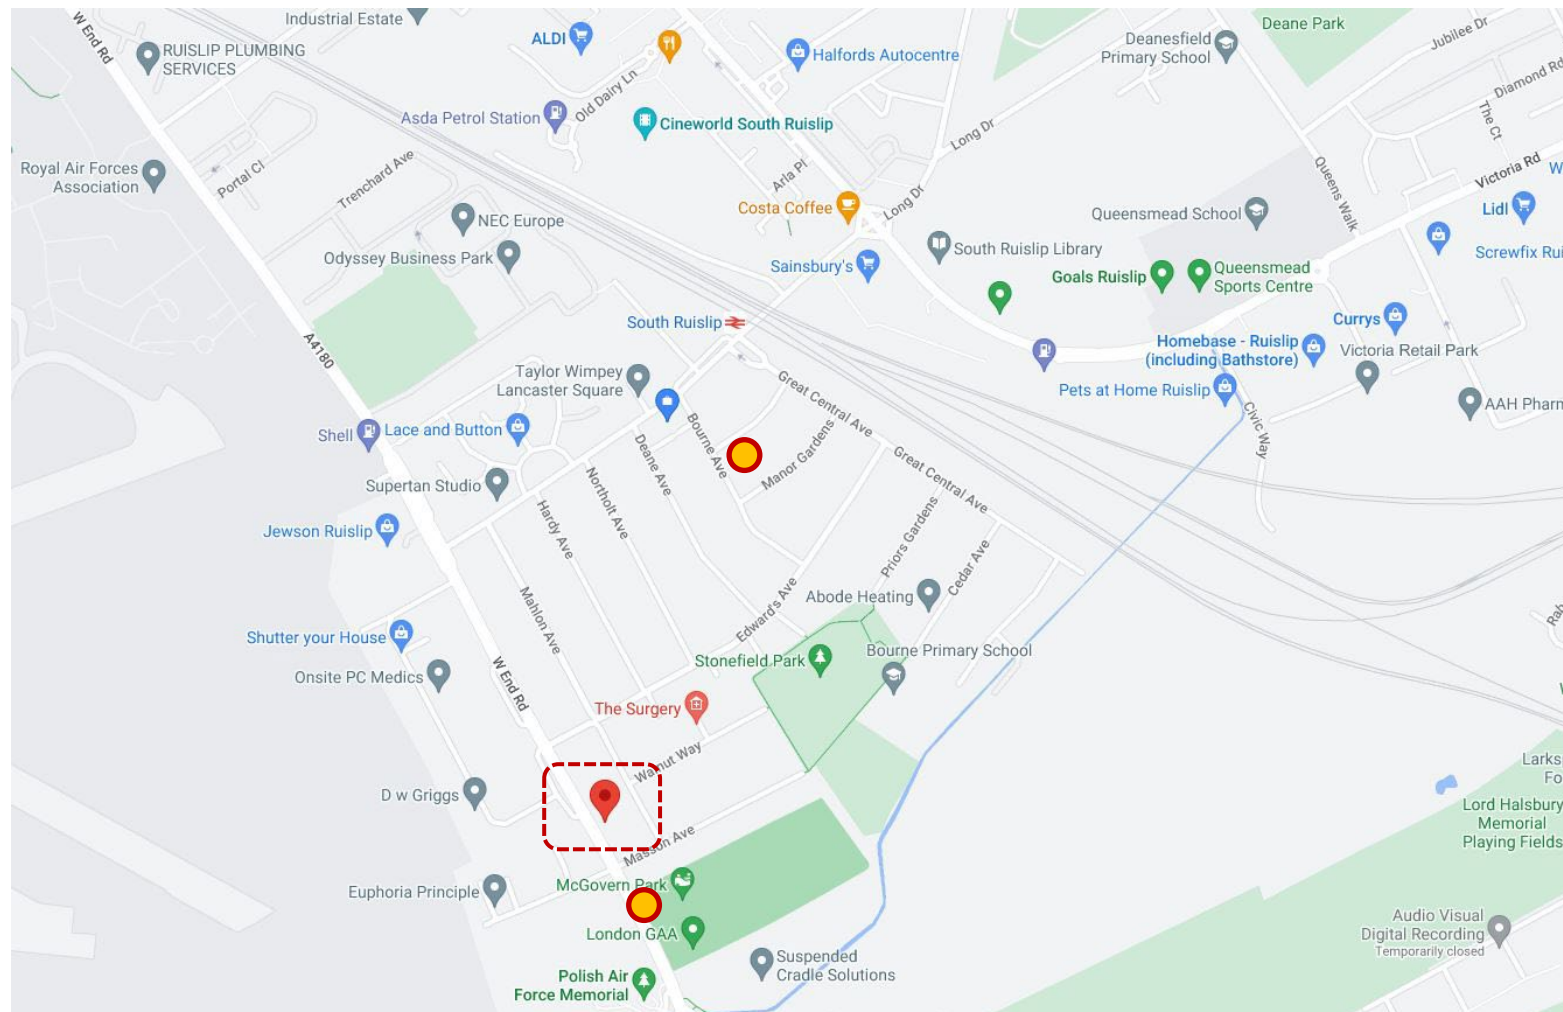 Industrial Estate
W End Rd
RUISLIP PLUMBING
SERVICES
ALDI
Halfords Autocentre
Deanesfield
Primary School
Deane Park
Jubilee Dr
Diamond Rd
The Ct
Asda Petrol Station
Old Dairy Ln
Cineworld South Ruislip
Long Dr
Royal Air Forces
Association
Portal Cl
Trenchard Ave
Arla Pl
Queens Walk
Victoria Rd
W
NEC Europe
Costa Coffee
Long Dr
Queensmead School
Lidl
Odyssey Business Park
Sainsbury's
South Ruislip Library
Screwfix Rui
Goals Ruislip
Queensmead
Sports Centre
South Ruislip
A4180
Currys
Homebase - Ruislip
(including Bathstore)
Victoria Retail Park
Taylor Wimpey
Lancaster Square
Great Central Ave
Pets at Home Ruislip
AAH Pharm
Shell
Lace and Button
Bourne Ave
Deane Ave
Manor Gardens
Civic Way
Great Central Ave
Supertan Studio
Northolt Ave
Hardy Ave
Jewson Ruislip
Priors Gardens
Cedar Ave
Mahlon Ave
Edward's Ave
Abode Heating
Shutter your House
Stonefield Park
Bourne Primary School
Onsite PC Medics
W End Rd
The Surgery
Walnut Way
D w Griggs
Larks
Fo
Lord Halsbury
Memorial
Playing Fields
Masson Ave
Euphoria Principle
McGovern Park
London GAA
Audio Visual
Digital Recording
Temporarily closed
Suspended
Cradle Solutions
Polish Air
Force Memorial